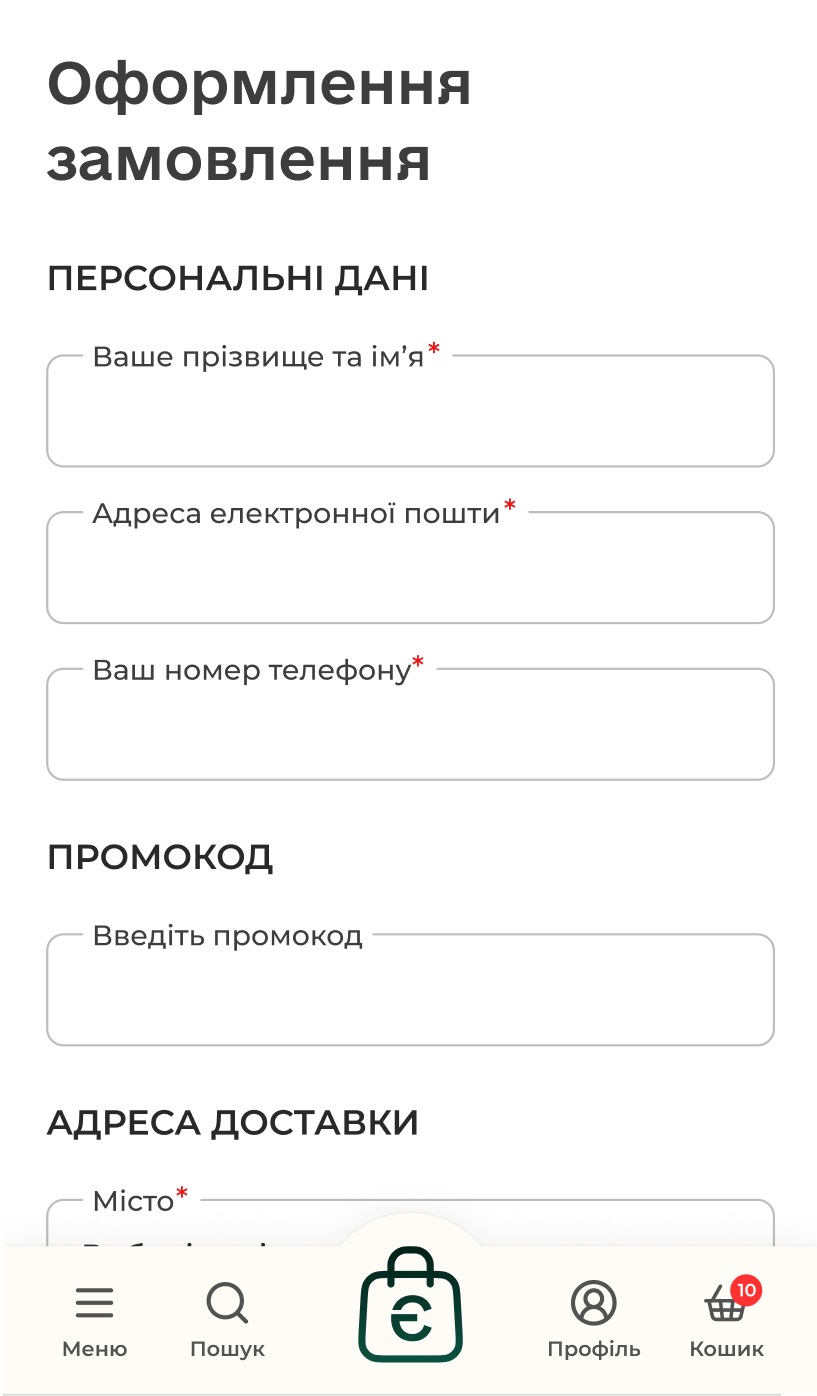 Оформлення
замовлення
ПЕРСОНАЛЬНІ ДАНІ
Ваше прізвище та ім’я*
Адреса електронної пошти*
Ваш номер телефону*
ПРОМОКОД
Введіть промокод
АДРЕСА ДОСТАВКИ
Місто*
Є
10
Меню Пошук Профіль Кошик